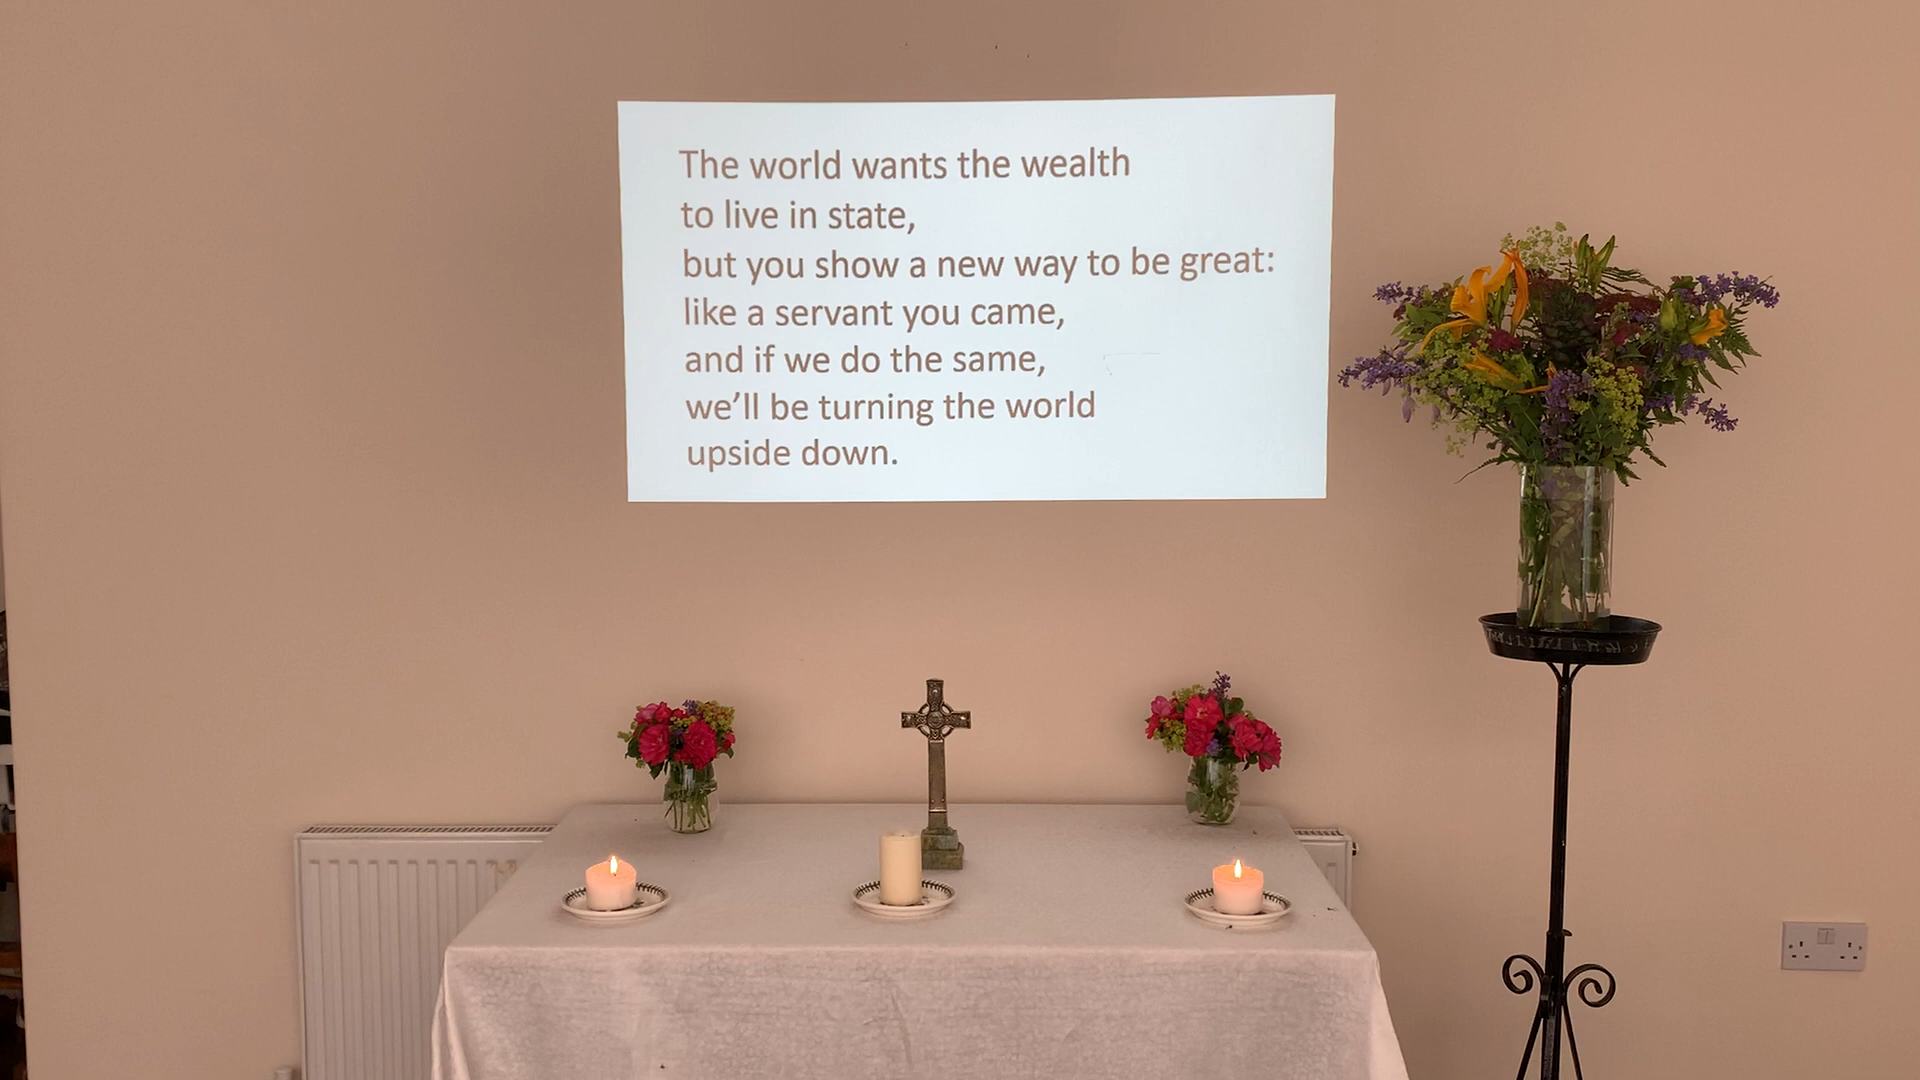 The world wants the wealth
to live in state,
but you show a new way to be great:
like a servant you came,
and if we do the same,
we’ll be turning the world
upside down.